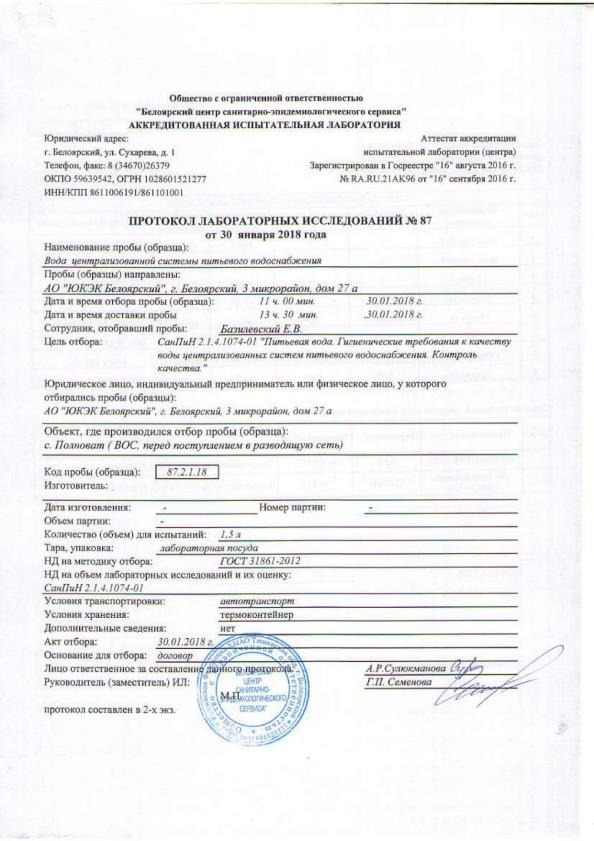 Общество с ограниченной ответственностью
"Белоярский центр санитарно-эпидемиологического сервиса"
АККРЕДИТОВАННАЯ ИСПЫТАТЕЛЬНАЯ ЛАБОРАТОРИЯ
Юридический адрес: Аттестат аккредитации
г. Белоярский, ул. Сухарева, д. 1 испытательной лаборатории (центра)
Телефон, факс: 8 (34670)26379 Зарегистрирован в Госреестре "16" августа 2016 г.
ОКПО 59639542, ОГРН 1028601521277 № RA.RU.21АК96 от "16" сентября 2016 г.
ИНН/КПП 8611006191/861101001
ПРОТОКОЛ ЛАБОРАТОРНЫХ ИССЛЕДОВАНИЙ № 87
от 30 января 2018 года
Наименование пробы (образца):
Вода централизованной системы питьевого водоснабжения
Пробы (образцы) направлены:
АО "ЮКЭК Белоярский", г. Белоярский, 3 микрорайон, дом 27 а
Дата и время отбора пробы (образца): 11 ч. 00 мин. 30.01.2018 г.
Дата и время доставки пробы 13 ч. 30 мин. .30.01.2018 г.
Сотрудник, отобравший пробы: Базилевский Е.В.
Цель отбора: СанПиН 2.1.4.1074-01 "Питьевая вода. Гигиенические требования к качеству
воды централизованных систем питьевого водоснабжения. Контроль
качества."
Юридическое лицо, индивидуальный предприниматель или физическое лицо, у которого
отбирались пробы (образцы):
АО "ЮКЭК Белоярский", г. Белоярский, 3 микрорайон, дом 27 а
Объект, где производился отбор пробы (образца):
с. Полноват ( ВОС, перед поступлением в разводящую сеть)
Код пробы (образца): 87.2.1.18
Изготовитель:
Дата изготовления: - Номер партии: -
Объем партии: -
Количество (объем) для испытаний: 1,5 л
Тара, упаковка: лабораторная посуда
НД на методику отбора: ГОСТ 31861-2012
НД на объем лабораторных исследований и их оценку:
СанПиН 2.1.4.1074-01
Условия транспортировки: автотранспорт
Условия хранения: термоконтейнер
Дополнительные сведения: нет
Акт отбора: 30.01.2018 г.
Основание для отбора: договор
Лицо ответственное за составление данного протокола: А.Р.Сулюкманова
Руководитель (заместитель) ИЛ: Г.П. Семенова
М.П.
ЦЕНТР
САНИТАРНО-
ЭПИДЕМИОЛОГИЧЕСКОГО
СЕРВИСА"
протокол составлен в 2-х экз.